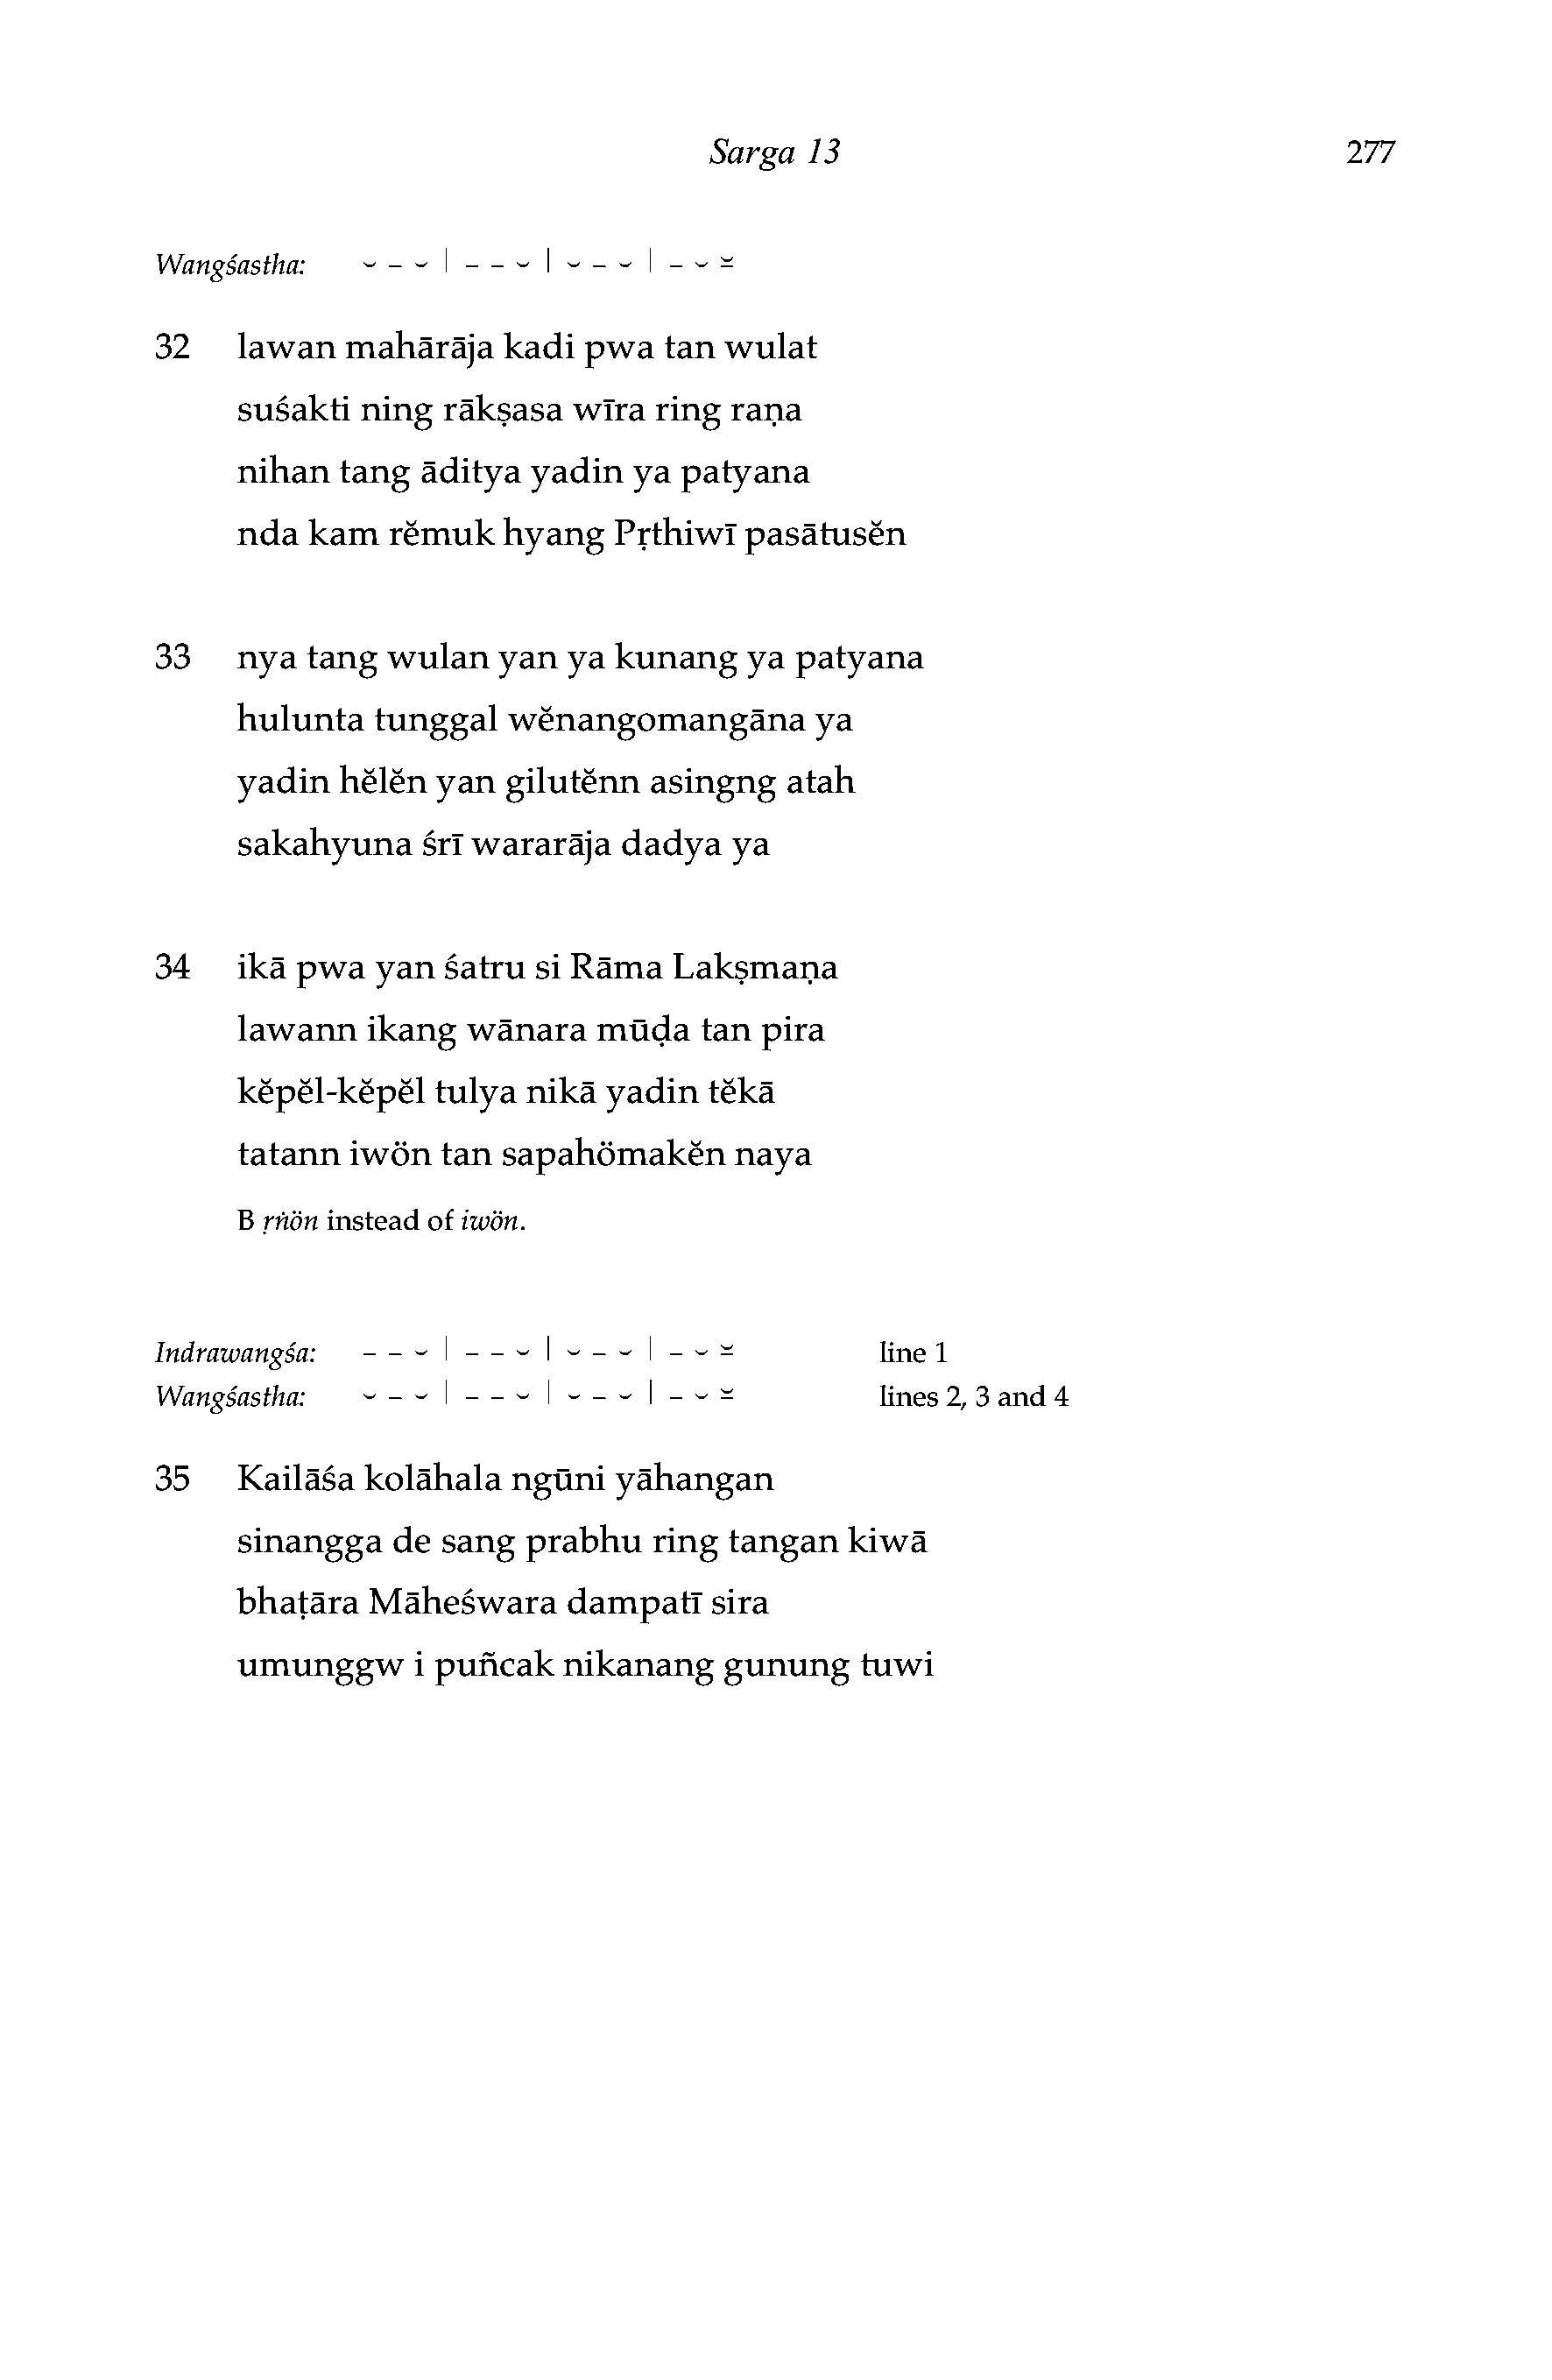 Sarga 13 277
Wangśastha: ⏑ – ⏑ | – – ⏑ | ⏑ – ⏑ | – ⏑ ⏓
32 lawan mahārāja kadi pwa tan wulat
suśakti ning rākṣasa wīra ring raṇa
nihan tang āditya yadin ya patyana
nda kam rĕmuk hyang Pṛthiwī pasātusĕn
33 nya tang wulan yan ya kunang ya patyana
hulunta tunggal wĕnangomangāna ya
yadin hĕlĕn yan gilutĕnn asingng atah
sakahyuna śrī wararāja dadya ya
34 ikā pwa yan śatru si Rāma Lakṣmaṇa
lawann ikang wānara mūḍa tan pira
kĕpĕl-kĕpĕl tulya nikā yadin tĕkā
tatann iwön tan sapahömakĕn naya
B ṛṅön instead of iwön.
Indrawangśa: – – ⏑ | – – ⏑ | ⏑ – ⏑ | – ⏑ ⏓ line 1
Wangśastha: ⏑ – ⏑ | – – ⏑ | ⏑ – ⏑ | – ⏑ ⏓ lines 2, 3 and 4
35 Kailāśa kolāhala ngūni yāhangan
sinangga de sang prabhu ring tangan kiwā
bhaṭāra Māheśwara dampatī sira
umunggw i puñcak nikanang gunung tuwi